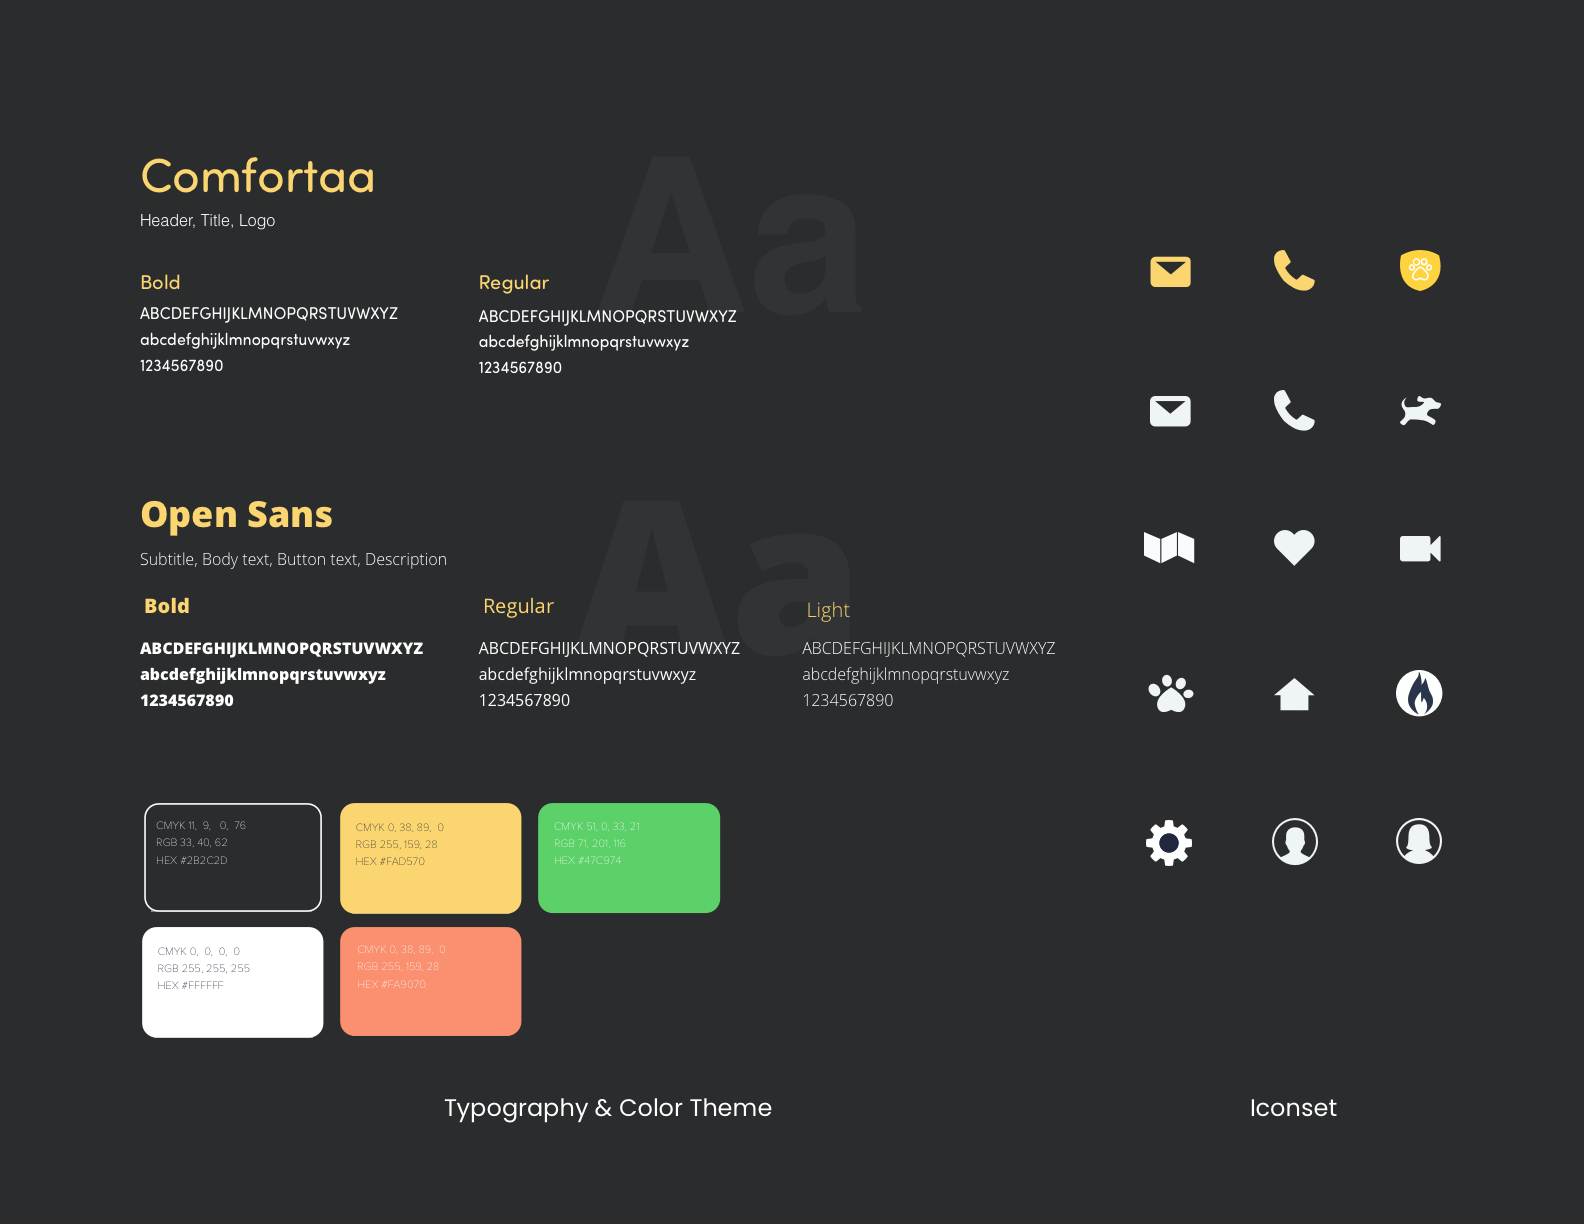 Aa
Comfortaa
Header, Title, Logo
Bold
ABCDEFGHIJKLMNOPQRSTUVWXYZ
abcdefghijklmnopqrstuvwxyz
1234567890
Regular
ABCDEFGHIJKLMNOPQRSTUVWXYZ
abcdefghijklmnopqrstuvwxyz
1234567890
Aa
Open Sans
Subtitle, Body text, Button text, Description
Bold
ABCDEFGHIJKLMNOPQRSTUVWXYZ
abcdefghijklmnopqrstuvwxyz
1234567890
Regular
ABCDEFGHIJKLMNOPQRSTUVWXYZ
abcdefghijklmnopqrstuvwxyz
1234567890
Light
ABCDEFGHIJKLMNOPQRSTUVWXYZ
abcdefghijklmnopqrstuvwxyz
1234567890
CMYK 11, 9, 0, 76
RGB 33, 40, 62
HEX #2B2C2D
CMYK 0, 38, 89, 0
RGB 255, 159, 28
HEX #FAD570
CMYK 51, 0, 33, 21
RGB 71, 201, 116
HEX #47C974
CMYK 0, 0, 0, 0
RGB 255, 255, 255
HEX #FFFFFF
CMYK 0, 38, 89, 0
RGB 255, 159, 28
HEX #FA9070
Typography & Color Theme
Iconset